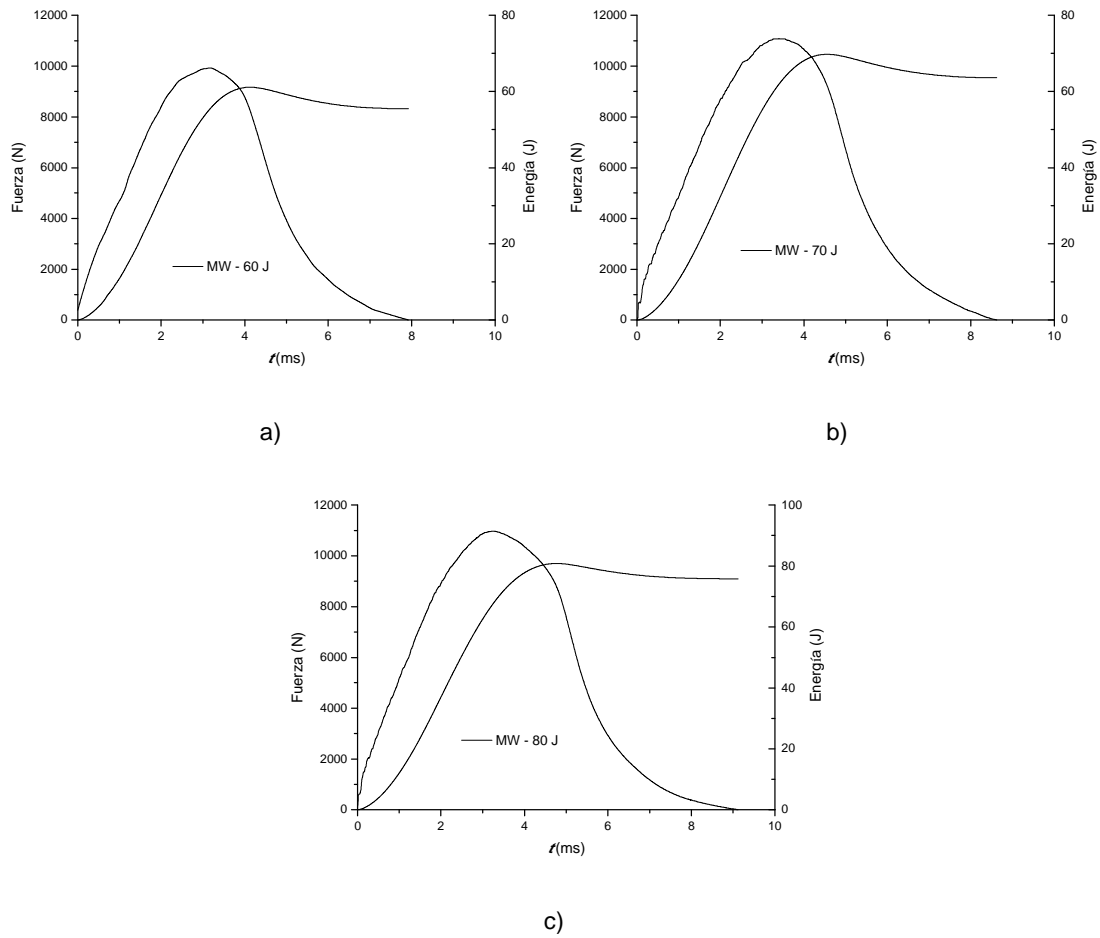 12000
10000
8000
6000
4000
2000
0
Fuerza (N)
80
60
40
20
0
Energía (J)
0 2 4 6 8 10
t (ms)
MW - 60 J
a)
12000
10000
8000
6000
4000
2000
0
Fuerza (N)
80
60
40
20
0
Energía (J)
0 2 4 6 8 10
t (ms)
MW - 70 J
b)
12000
10000
8000
6000
4000
2000
0
Fuerza (N)
100
80
60
40
20
0
Energía (J)
0 2 4 6 8 10
t (ms)
MW - 80 J
c)